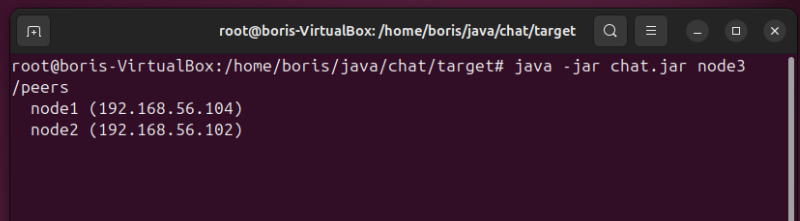 root@boris-VirtualBox: /home/boris/java/chat/target
root@boris-VirtualBox:/home/boris/java/chat/target# java -jar chat.jar node3
/peers
  node1 (192.168.56.104)
  node2 (192.168.56.102)